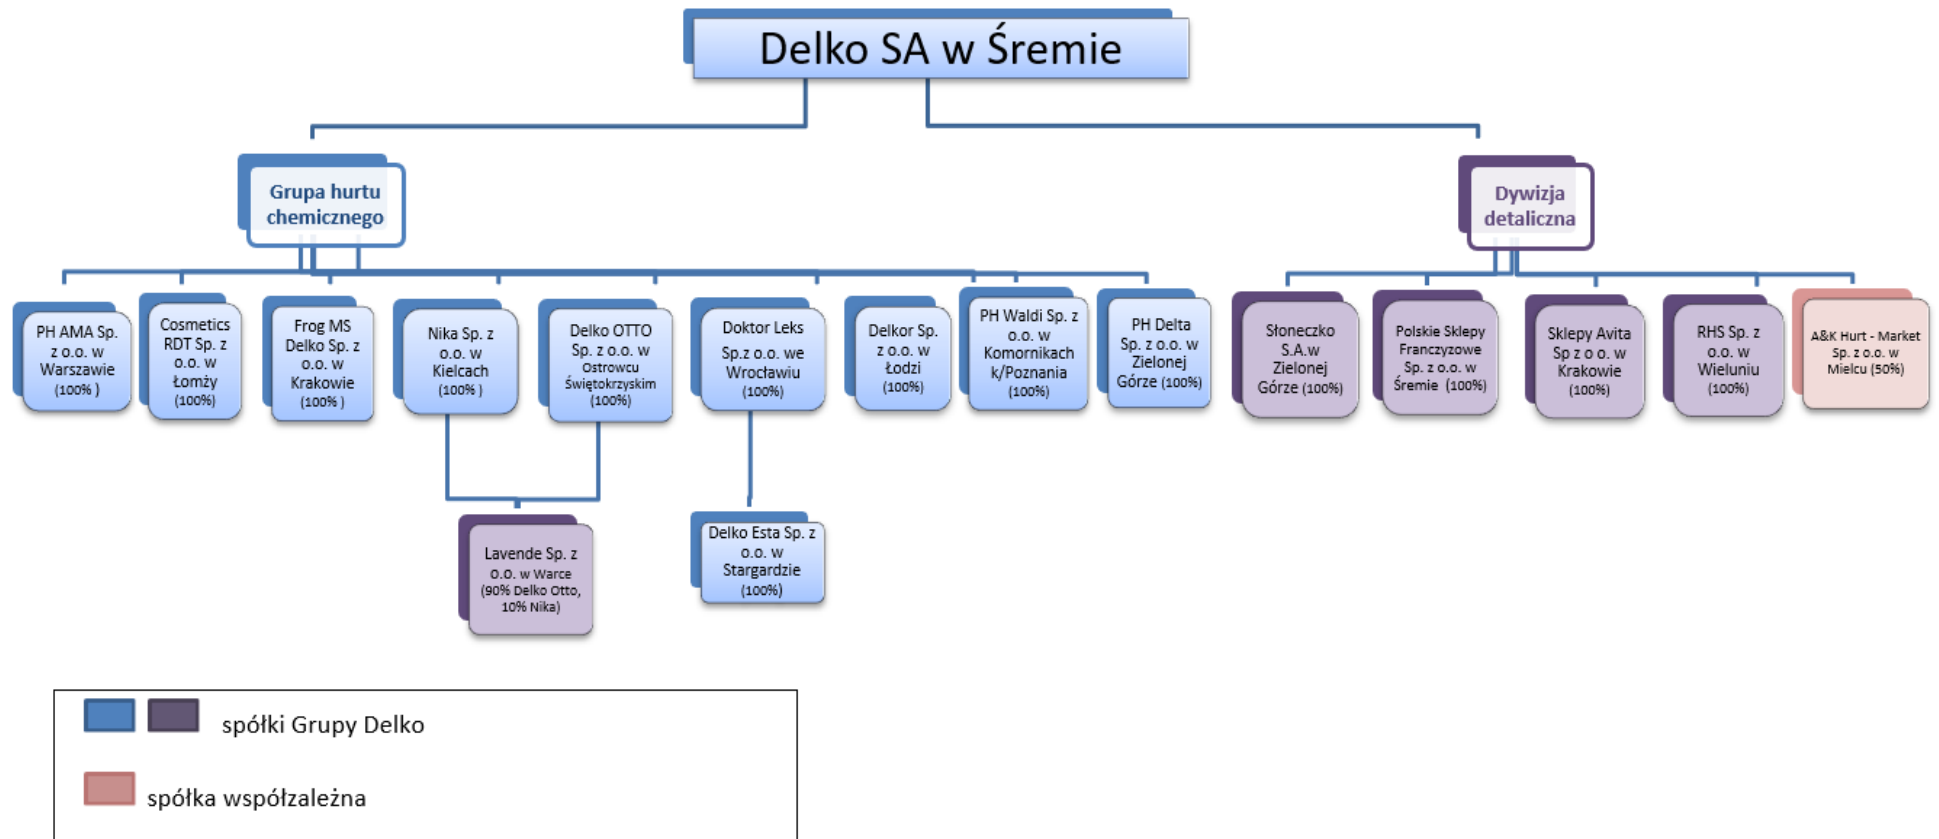 Delko SA w Śremie
Grupa hurtu
chemicznego
Dywizja
detaliczna
PH AMA Sp.
z o.o. w
Warszawie
(100% )
Cosmetics
RDT Sp. z
o.o. w
Łomży
(100%)
Frog MS
Delko Sp. z
o.o. w
Krakowie
(100% )
Nika Sp. z
o.o. w
Kielcach
(100% )
Delko OTTO
Sp. z o.o. w
Ostrowcu
Świętokrzyskim
(100%)
Doktor Leks
Sp.z o.o. we
Wrocławiu
(100%)
Delkor Sp.
z o.o. w
Łodzi
(100%)
PH Waldi Sp. z
o.o. w
Komornikach
k/Poznania
(100%)
PH Delta
Sp. z o.o. w
Zielonej
Górze (100%)
Słoneczko
S.A.w
Zielonej
Górze (100%)
Polskie Sklepy
Franczyzowe
Sp. z o.o. w
Śremie (100%)
Sklepy Avita
Sp z o o. w
Krakowie
(100%)
RHS Sp. z
o.o. w
Wieluniu
(100%)
A&K Hurt - Market
Sp. z o.o. w
Mielcu (50%)
Lavende Sp. z
o.o. w Warce
(90% Delko Otto,
10% Nika)
Delko Esta Sp. z
o.o. w
Stargardzie
(100%)
spółki Grupy Delko
spółka współzależna